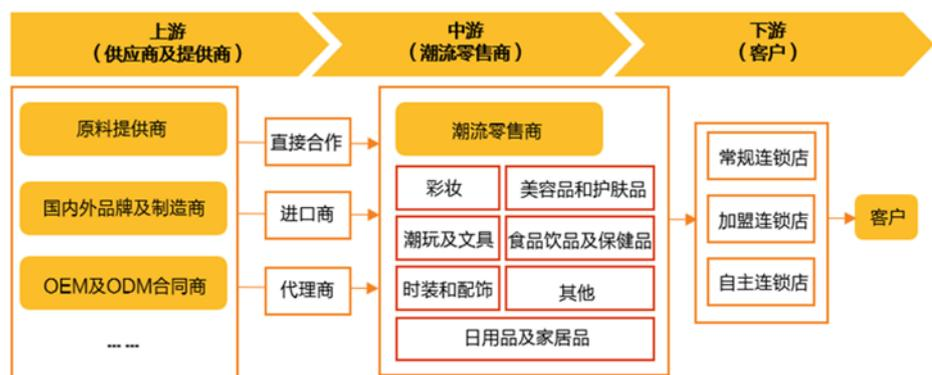 上游
（供应商及提供商）
中游
（潮流零售商）
下游
（客户）
原料提供商
国内外品牌及制造商
OEM及ODM合同商
... ...
直接合作
进口商
代理商
潮流零售商
彩妆
美容品和护肤品
潮玩及文具
食品饮品及保健品
时装和配饰
其他
日用品及家居品
常规连锁店
加盟连锁店
自主连锁店
客户